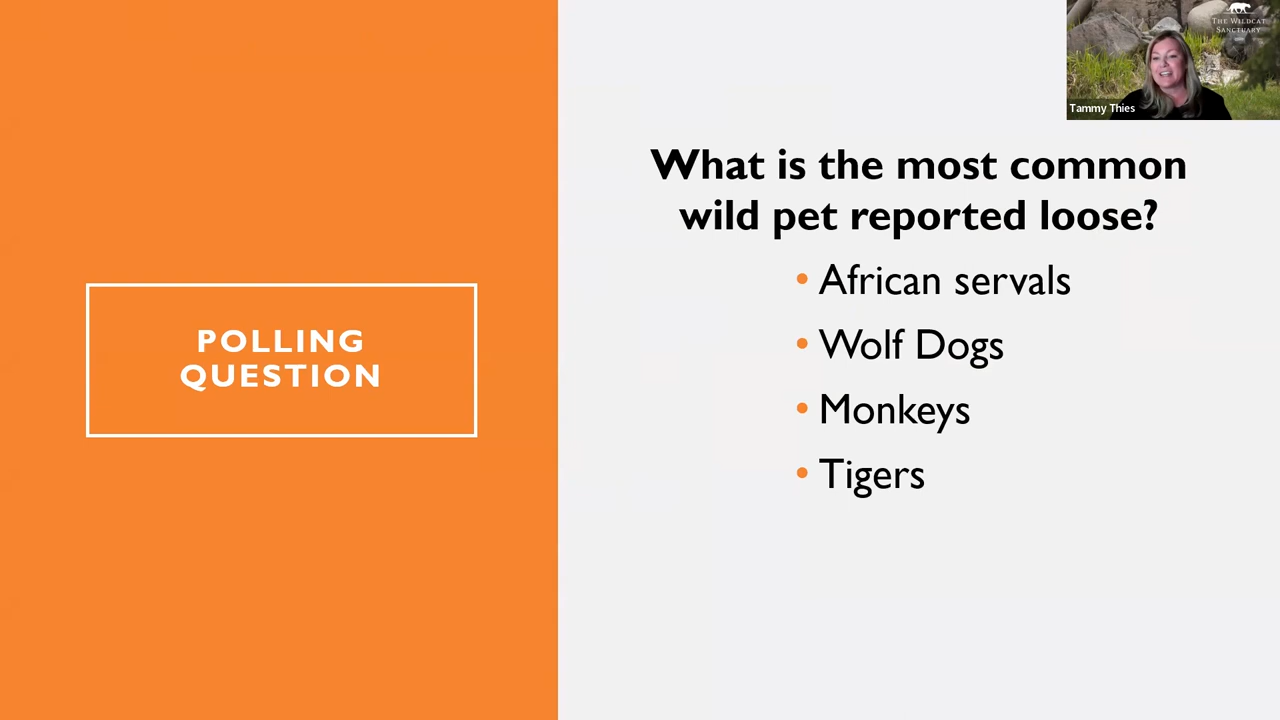 THE WILDCAT
SANCTUARY
Tammy Thies
What is the most common
wild pet reported loose?
• African servals
• Wolf Dogs
• Monkeys
• Tigers
POLLING
QUESTION